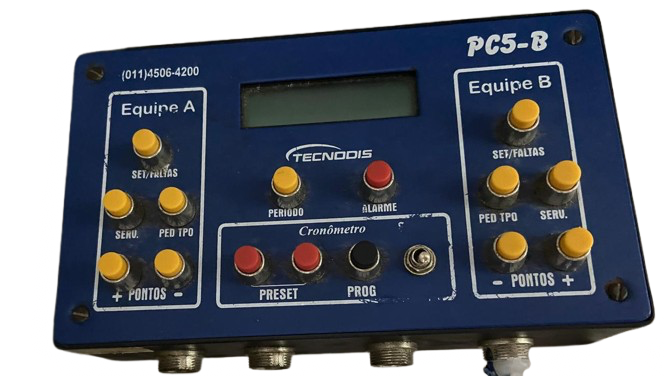 PC5-B
(011)4506-4200
Equipe A
SET/FALTAS
SERV.
PED TPO
+ PONTOS -
TECNODIS
PERIODO
ALARME
Cronômetro
PRESET
PROG
Equipe B
SET/FALTAS
PED TPO
SERV.
- PONTOS +